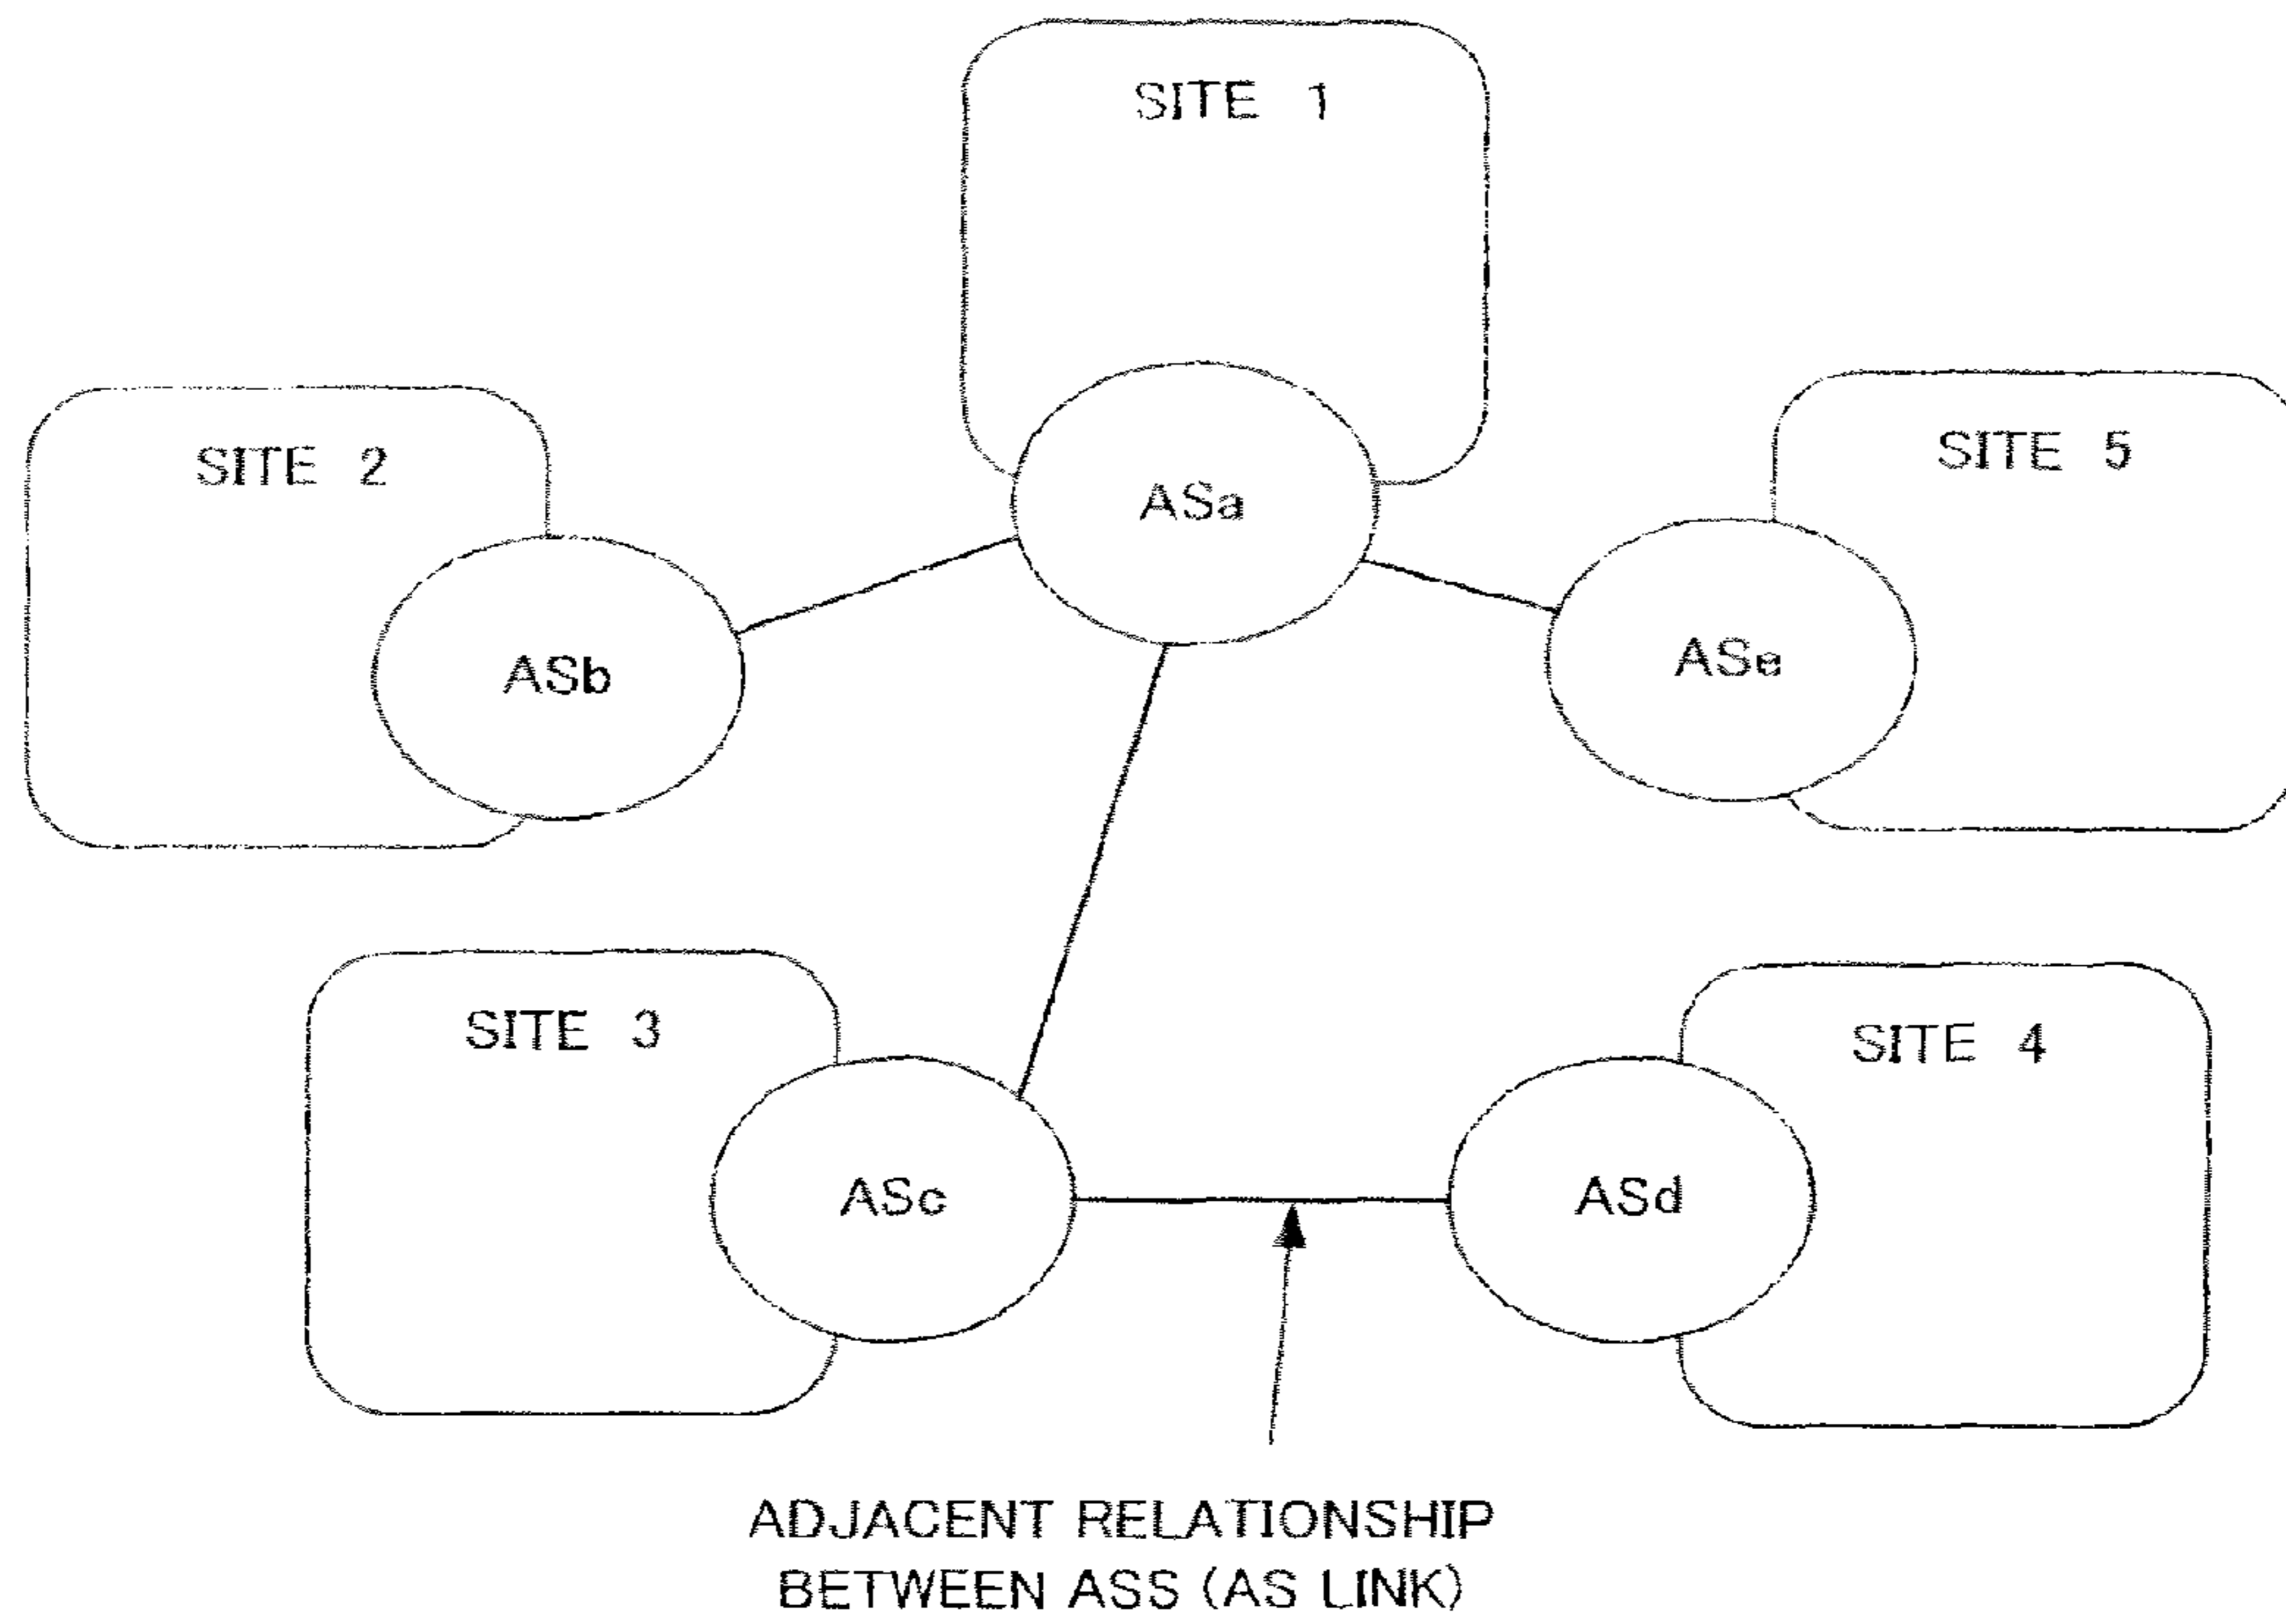 SITE 1
SITE 2
ASa
SITE 5
ASb
ASe
SITE 3
SITE 4
ASc
ASd
ADJACENT RELATIONSHIP
BETWEEN ASS (AS LINK)